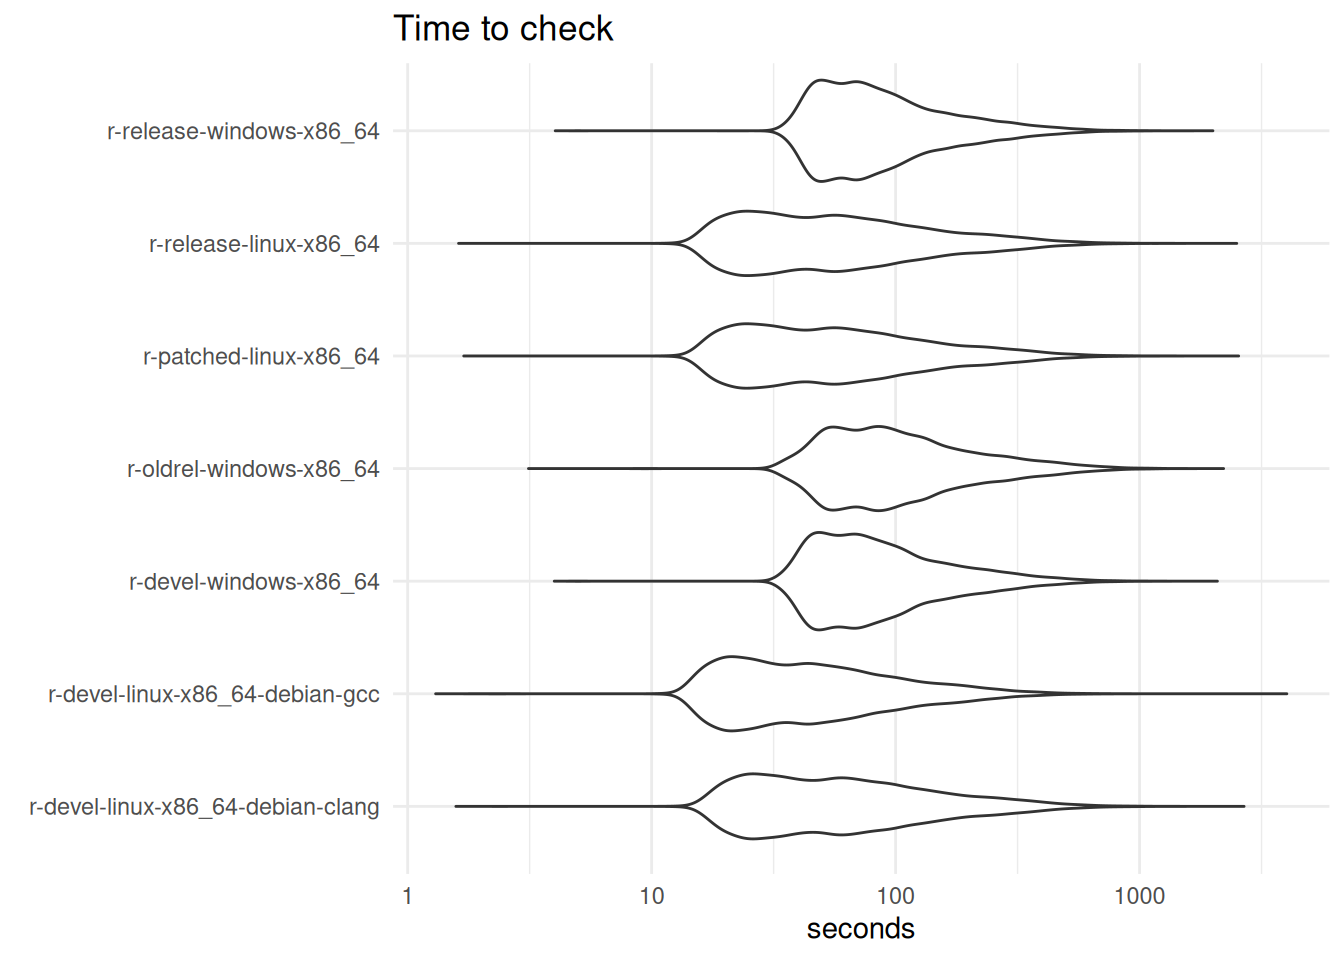 Time to check
r-release-windows-x86_64
r-release-linux-x86_64
r-patched-linux-x86_64
r-oldrel-windows-x86_64
r-devel-windows-x86_64
r-devel-linux-x86_64-debian-gcc
r-devel-linux-x86_64-debian-clang
1 10 100 1000
seconds